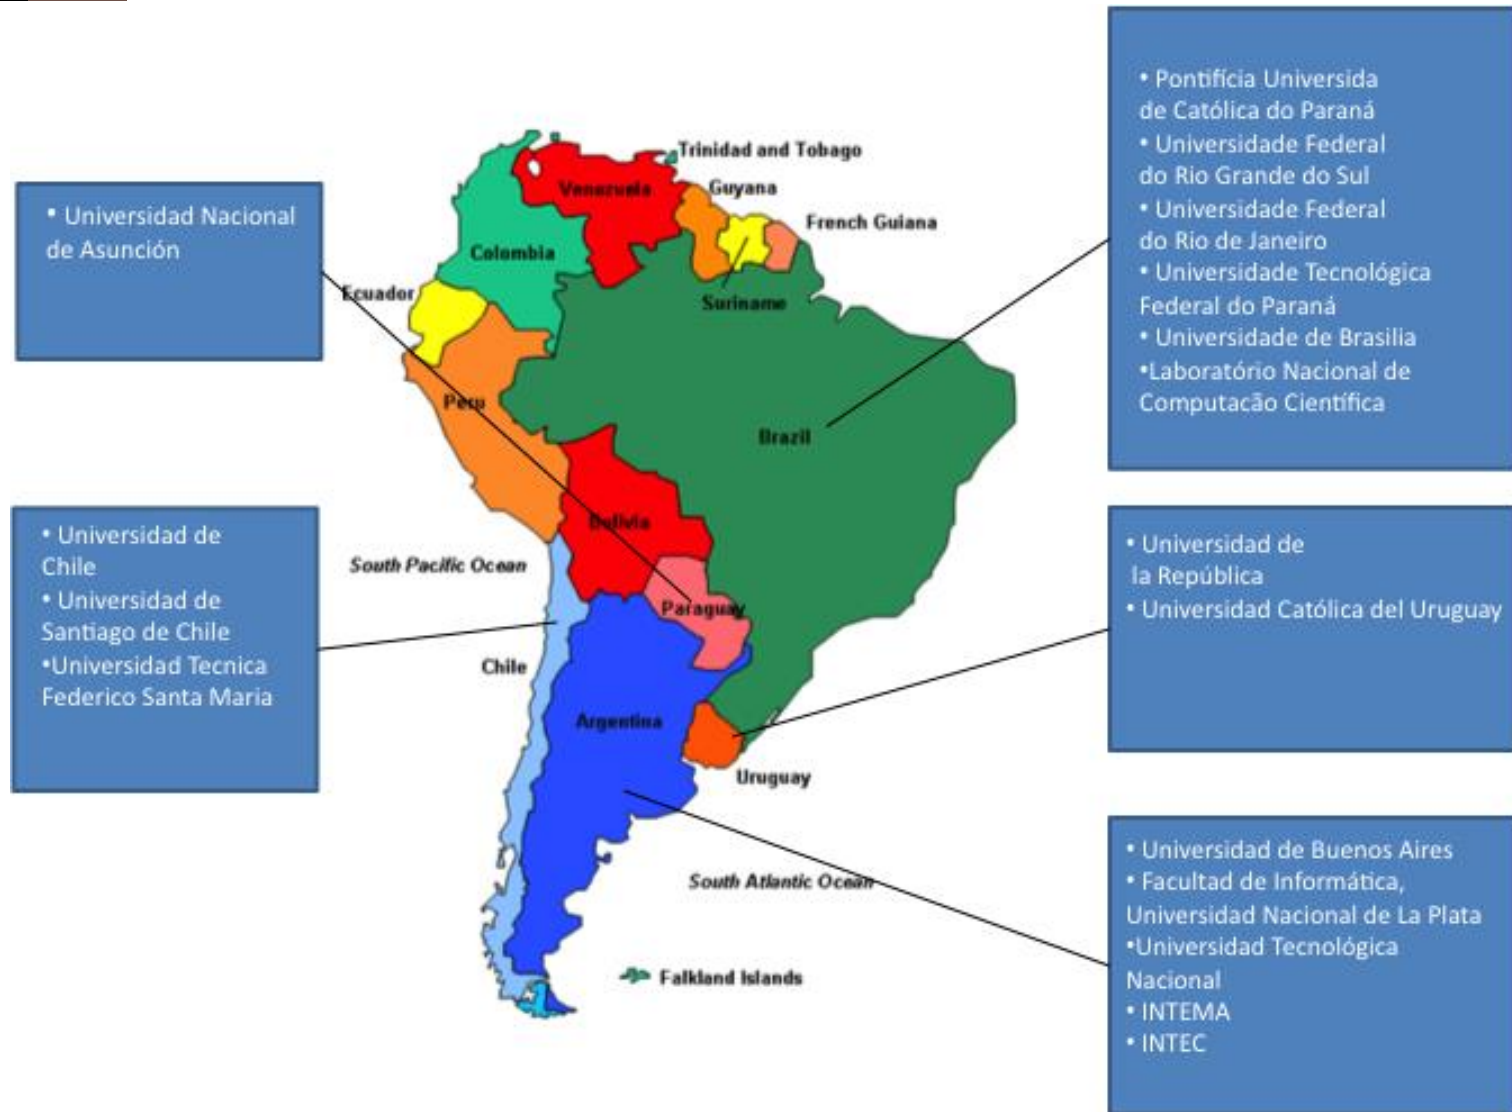 • Universidad Nacional
de Asunción
• Universidad de
Chile
• Universidad de
Santiago de Chile
•Universidad Tecnica
Federico Santa Maria
Trinidad and Tobago
Venezuela
Guyana
French Guiana
Colombia
Suriname
Ecuador
Peru
Brazil
Bolivia
South Pacific Ocean
Paraguay
Chile
Argentina
Uruguay
South Atlantic Ocean
Falkland Islands
• Pontifícia Universida
de Católica do Paraná
• Universidade Federal
do Rio Grande do Sul
• Universidade Federal
do Rio de Janeiro
• Universidade Tecnológica
Federal do Paraná
• Universidade de Brasilia
•Laboratório Nacional de
Computacão Científica
• Universidad de
la República
• Universidad Católica del Uruguay
• Universidad de Buenos Aires
• Facultad de Informática,
Universidad Nacional de La Plata
•Universidad Tecnológica
Nacional
• INTEMA
• INTEC